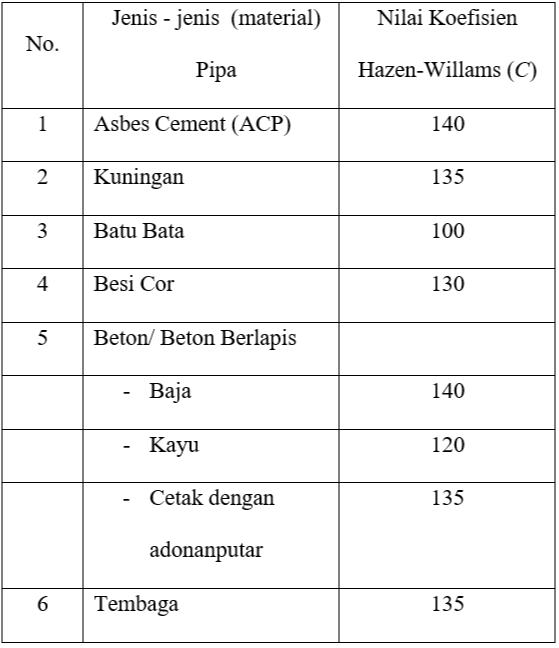 No.
Jenis - jenis (material)
Pipa
Nilai Koefisien
Hazen-Willams (C)
1 Asbes Cement (ACP) 140
2 Kuningan 135
3 Batu Bata 100
4 Besi Cor 130
5 Beton/ Beton Berlapis
- Baja 140
- Kayu 120
- Cetak dengan 135
adonanputar
6 Tembaga 135